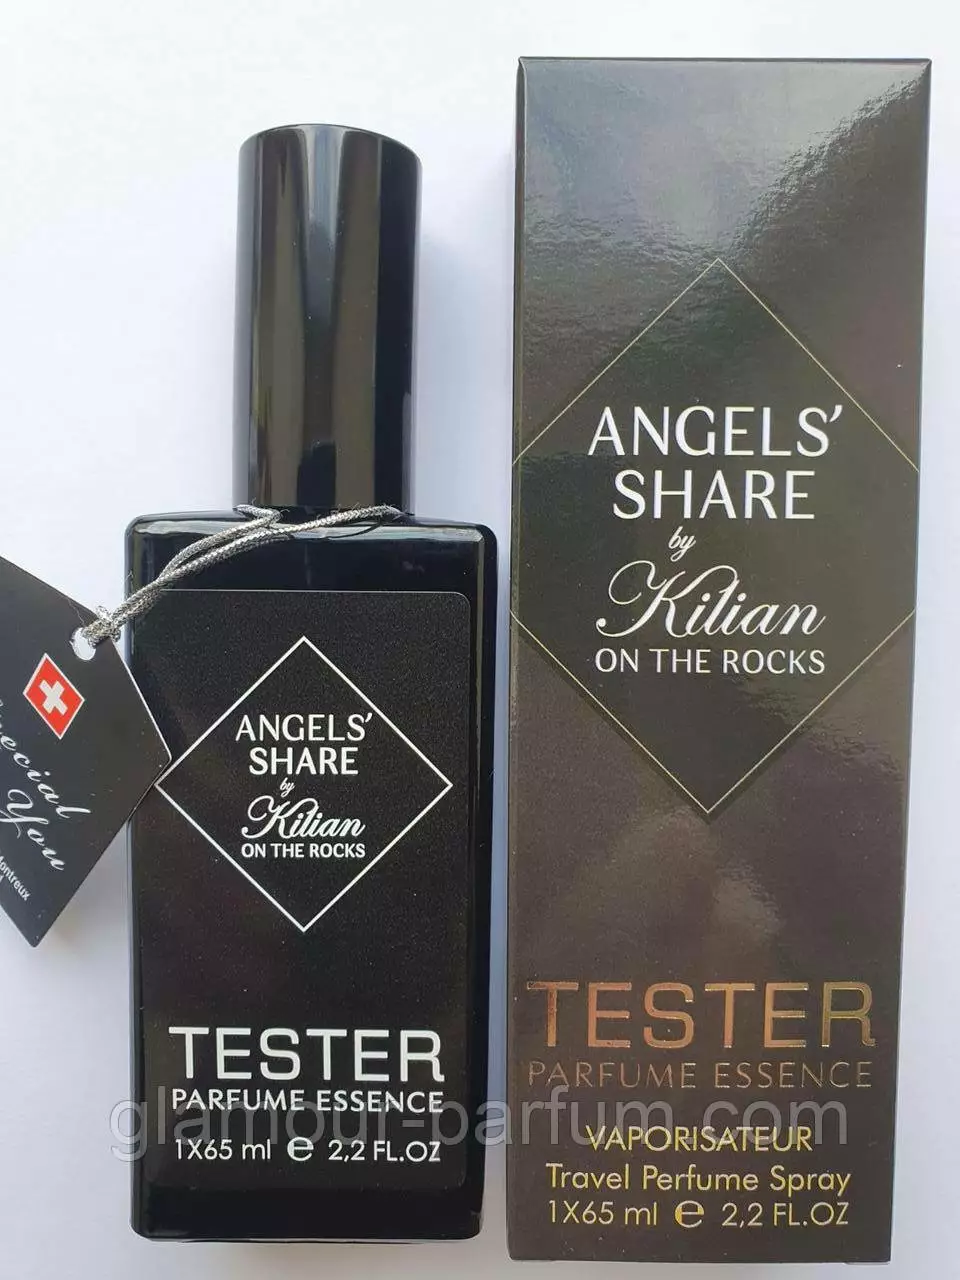 ANGELS'
SHARE
by
Kilian
ON THE ROCKS
TESTER
PARFUME ESSENCE
1X65 ml e 2,2 FL.OZ
ANGELS'
SHARE
by
Kilian
ON THE ROCKS
TESTER
PARFUME ESSENCE
VAPORISATEUR
Travel Perfume Spray
1X65 ml e 2,2 FL.OZ
You
Montreux
glamour-parfum.com